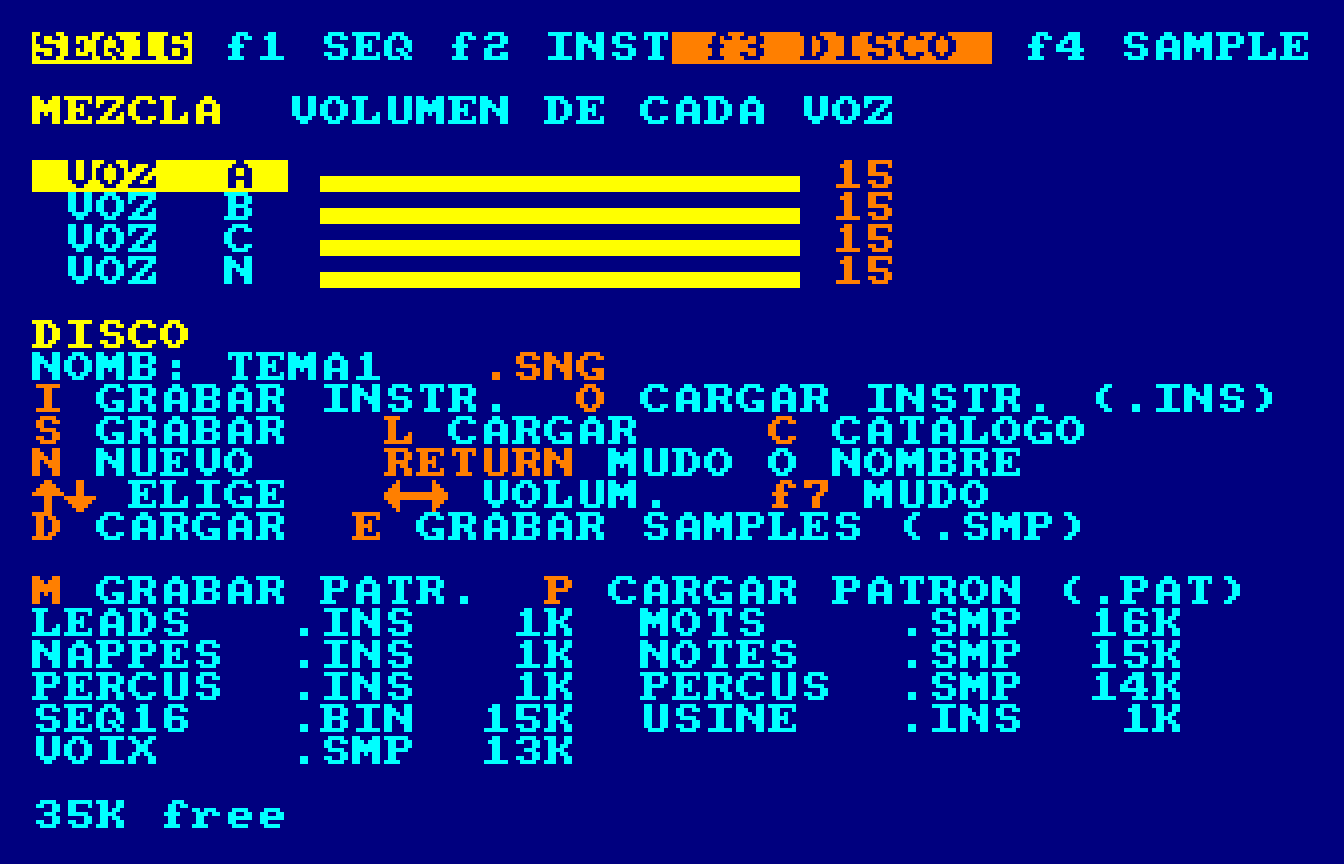 SEQ16 f1 SEQ f2 INST f3 DISCO f4 SAMPLE
MEZCLA VOLUMEN DE CADA VOZ
VOZ A 15
VOZ B 15
VOZ C 15
VOZ N 15
DISCO
NOMB: TEMA1 .SNG
I GRABAR INSTR. O CARGAR INSTR. (.INS)
S GRABAR L CARGAR C CATALOGO
N NUEVO RETURN MUDO O NOMBRE
↑↓ ELIGE ↔ VOLUM. f7 MUDO
D CARGAR E GRABAR SAMPLES (.SMP)
M GRABAR PATR. P CARGAR PATRON (.PAT)
LEADS .INS 1K MOTS .SMP 16K
NAPPES .INS 1K NOTES .SMP 15K
PERCUS .INS 1K PERCUS .SMP 14K
SEQ16 .BIN 15K USINE .INS 1K
VOIX .SMP 13K
35K free